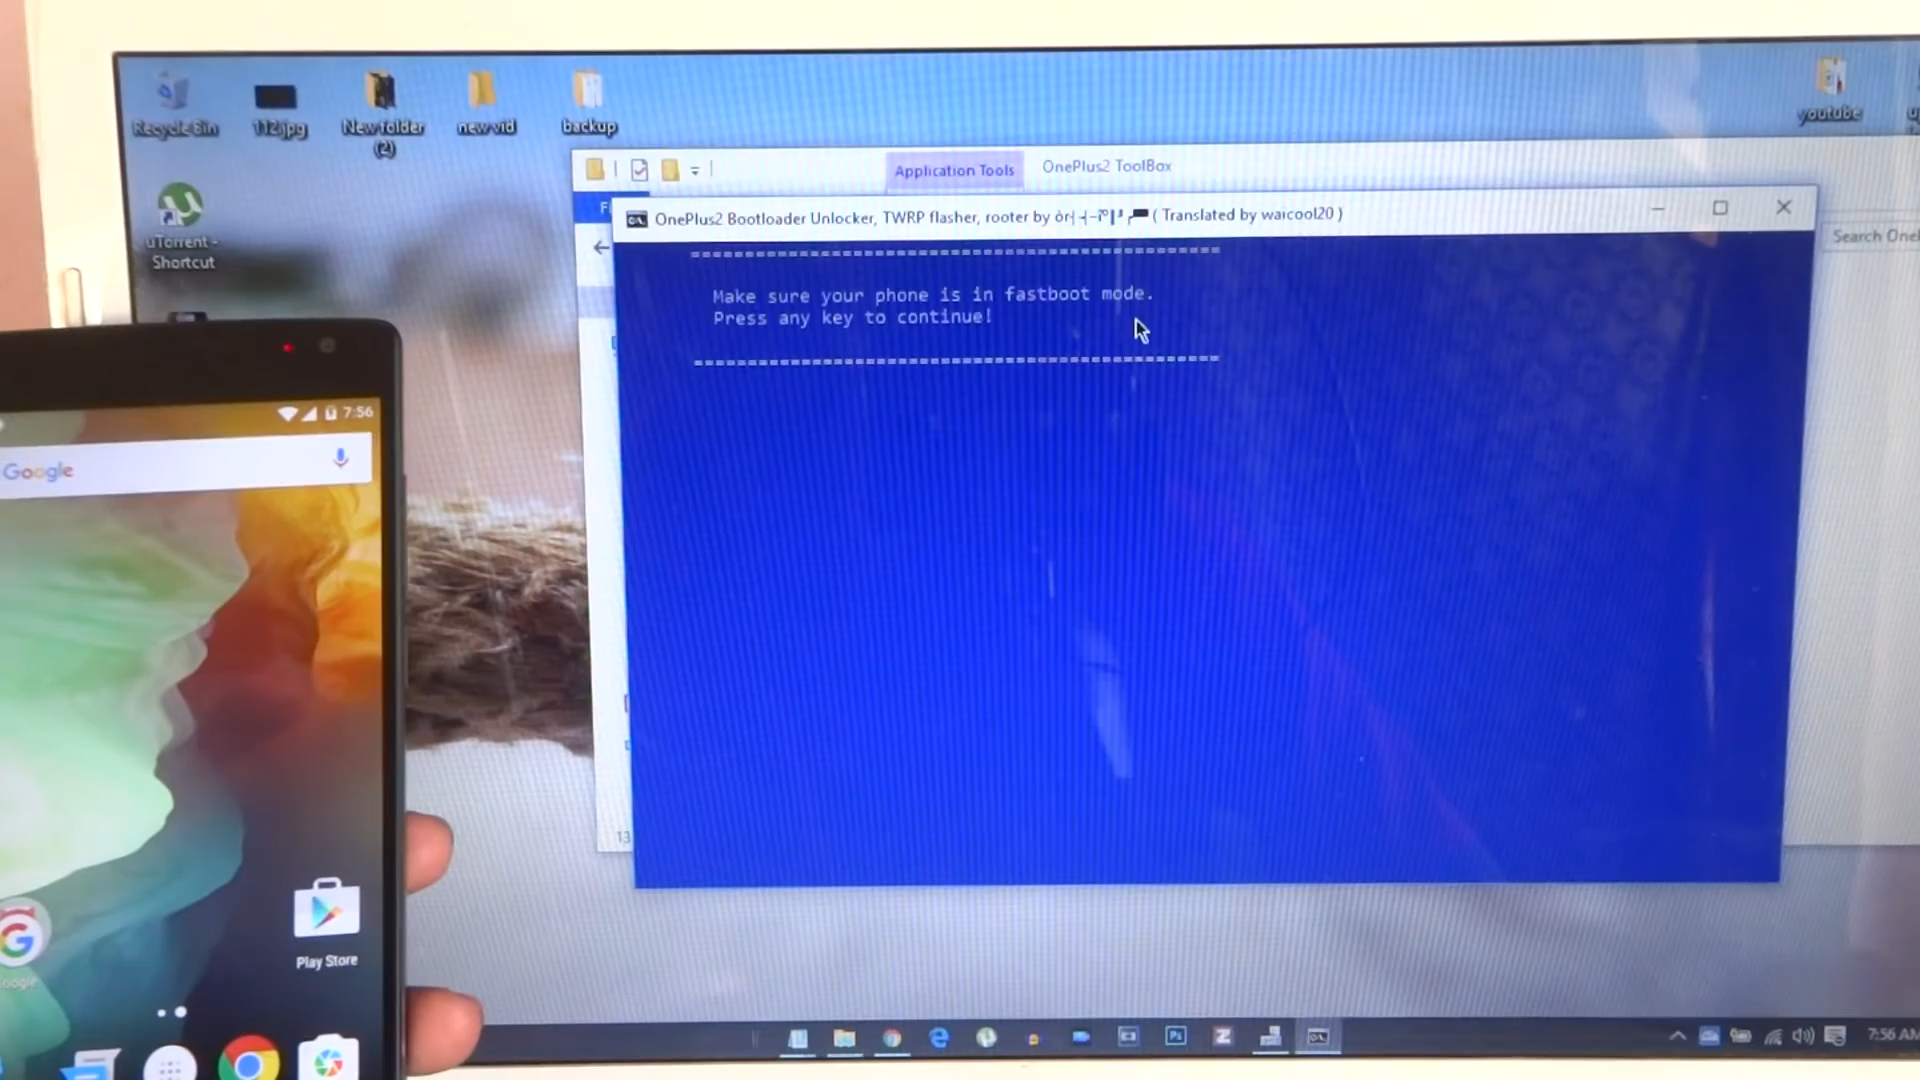 Recycle Bin
112.jpg
New folder
(2)
new vid
backup
youtube
uTorrent -
Shortcut
Application Tools
OnePlus2 ToolBox
OnePlus2 Bootloader Unlocker, TWRP flasher, rooter by
( Translated by waicool20 )
Make sure your phone is in fastboot mode.
Press any key to continue!
7:56
Google
Play Store
13
7:56 AM